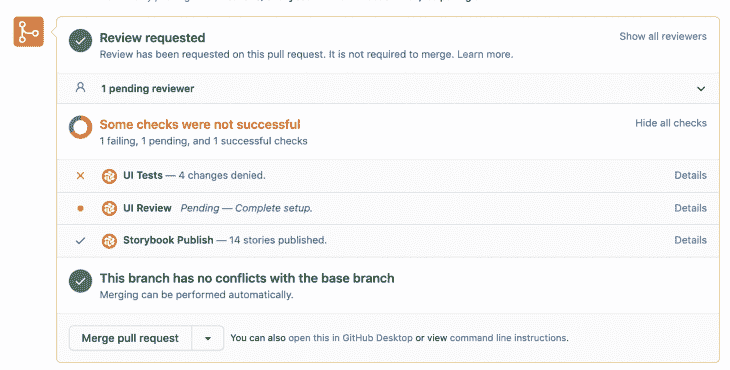 Review requested
Show all reviewers
Review has been requested on this pull request. It is not required to merge. Learn more.
1 pending reviewer
Some checks were not successful
Hide all checks
1 failing, 1 pending, and 1 successful checks
UI Tests — 4 changes denied.
Details
UI Review Pending — Complete setup.
Details
Storybook Publish — 14 stories published.
Details
This branch has no conflicts with the base branch
Merging can be performed automatically.
Merge pull request
You can also open this in GitHub Desktop or view command line instructions.